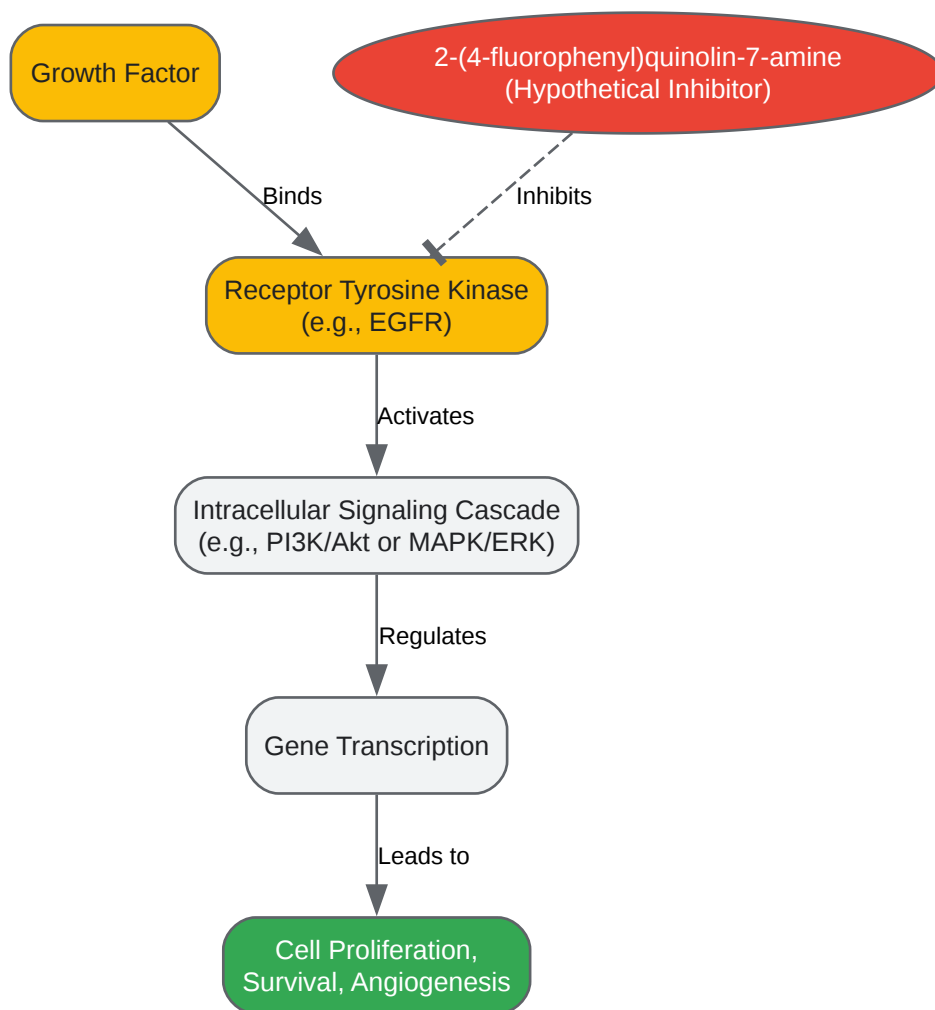 Growth Factor
2-(4-fluorophenyl)quinolin-7-amine
(Hypothetical Inhibitor)
Binds
Inhibits
Receptor Tyrosine Kinase
(e.g., EGFR)
Activates
Intracellular Signaling Cascade
(e.g., PI3K/Akt or MAPK/ERK)
Regulates
Gene Transcription
Leads to
Cell Proliferation,
Survival, Angiogenesis